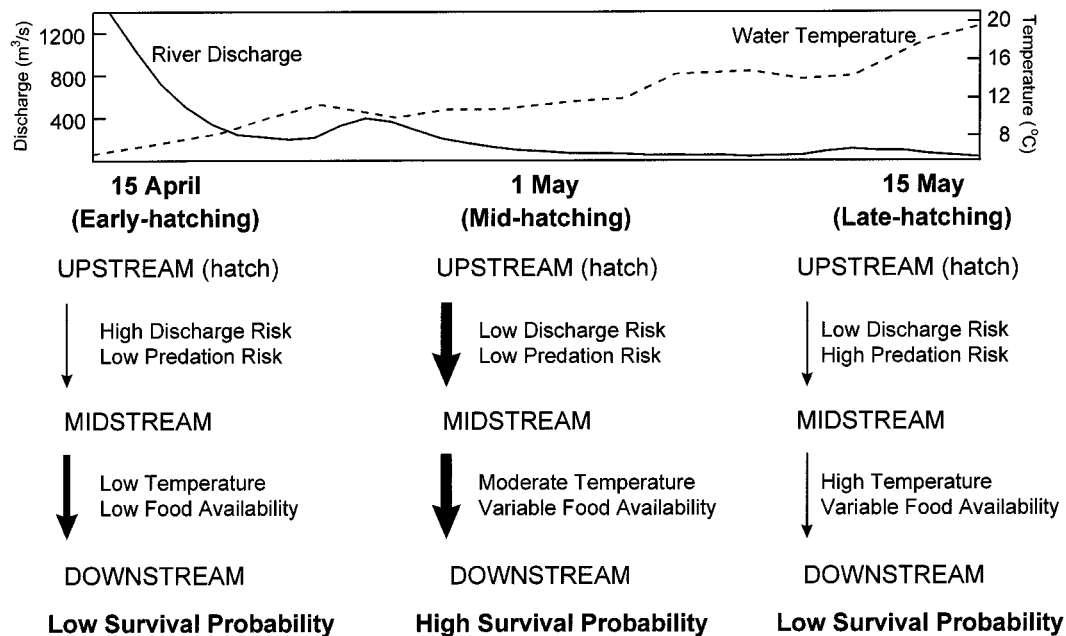 Discharge (m³/s)
1200
800
400
River Discharge
Water Temperature
20
16
12
8
Temperature (°C)
15 April
(Early-hatching)
1 May
(Mid-hatching)
15 May
(Late-hatching)
UPSTREAM (hatch)
UPSTREAM (hatch)
UPSTREAM (hatch)
High Discharge Risk
Low Predation Risk
Low Discharge Risk
Low Predation Risk
Low Discharge Risk
High Predation Risk
MIDSTREAM
MIDSTREAM
MIDSTREAM
Low Temperature
Low Food Availability
Moderate Temperature
Variable Food Availability
High Temperature
Variable Food Availability
DOWNSTREAM
DOWNSTREAM
DOWNSTREAM
Low Survival Probability
High Survival Probability
Low Survival Probability